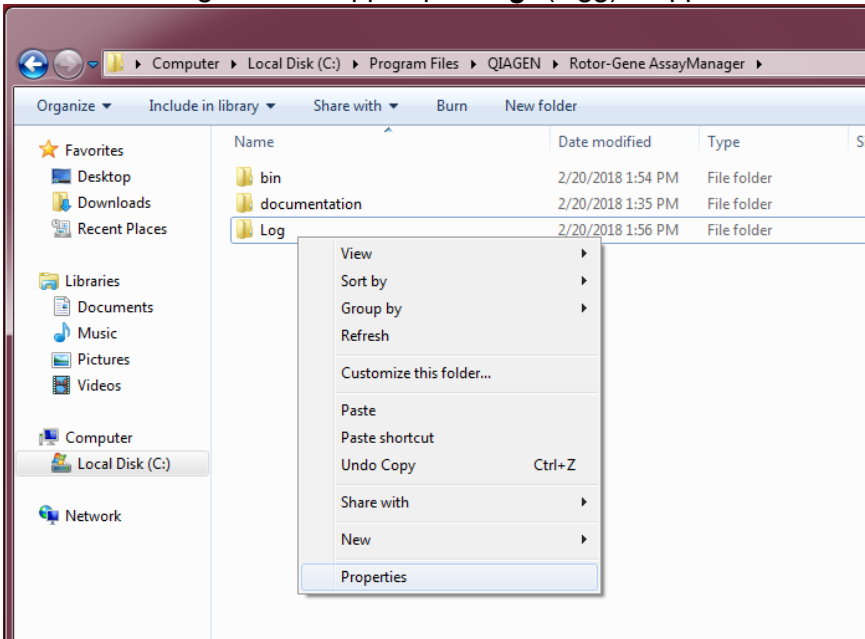 Computer ▸ Local Disk (C:) ▸ Program Files ▸ QIAGEN ▸ Rotor-Gene AssayManager ▸
Organize Include in library Share with Burn New folder
Name Date modified Type S
Favorites
Desktop
Downloads
Recent Places
Libraries
Documents
Music
Pictures
Videos
Computer
Local Disk (C:)
Network
bin 2/20/2018 1:54 PM File folder
documentation 2/20/2018 1:35 PM File folder
Log 2/20/2018 1:56 PM File folder
View
Sort by
Group by
Refresh
Customize this folder...
Paste
Paste shortcut
Undo Copy Ctrl+Z
Share with
New
Properties